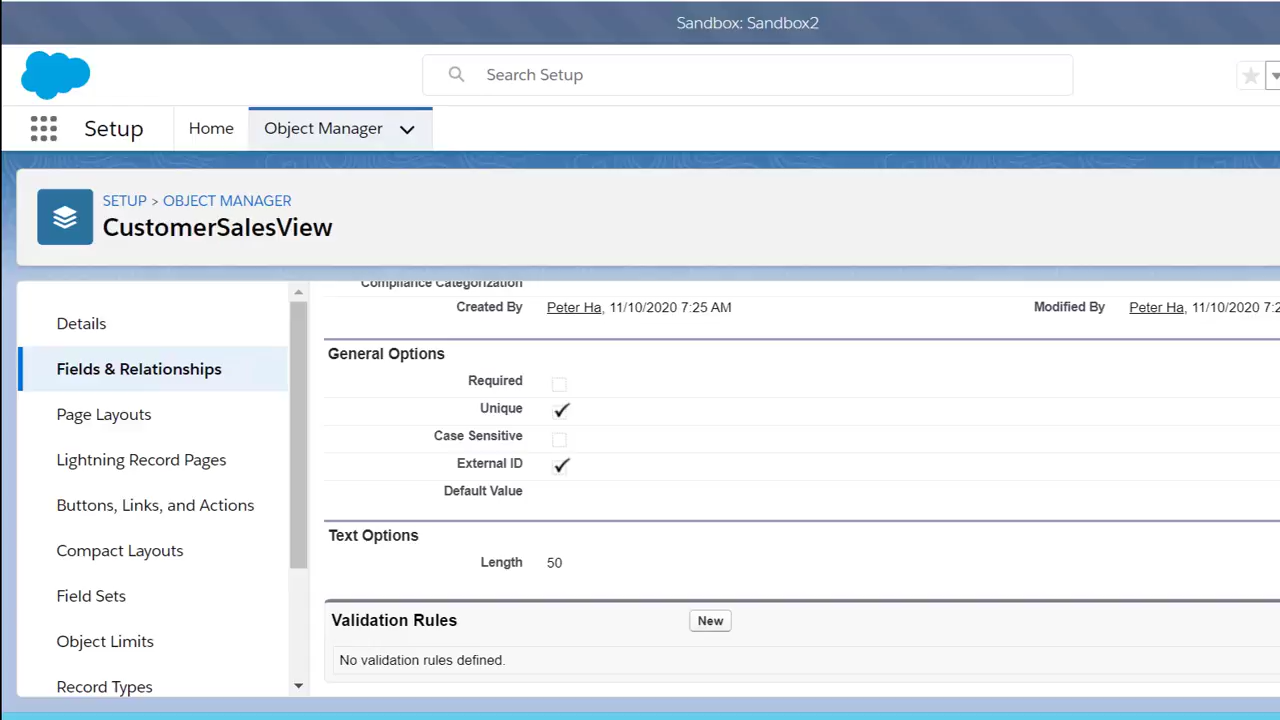 Sandbox: Sandbox2
Search Setup
Setup
Home
Object Manager
SETUP > OBJECT MANAGER
CustomerSalesView
Details
Fields & Relationships
Page Layouts
Lightning Record Pages
Buttons, Links, and Actions
Compact Layouts
Field Sets
Object Limits
Record Types
Compliance Categorization
Created By Peter Ha, 11/10/2020 7:25 AM Modified By Peter Ha, 11/10/2020 7:2
General Options
Required
Unique
Case Sensitive
External ID
Default Value
Text Options
Length 50
Validation Rules New
No validation rules defined.